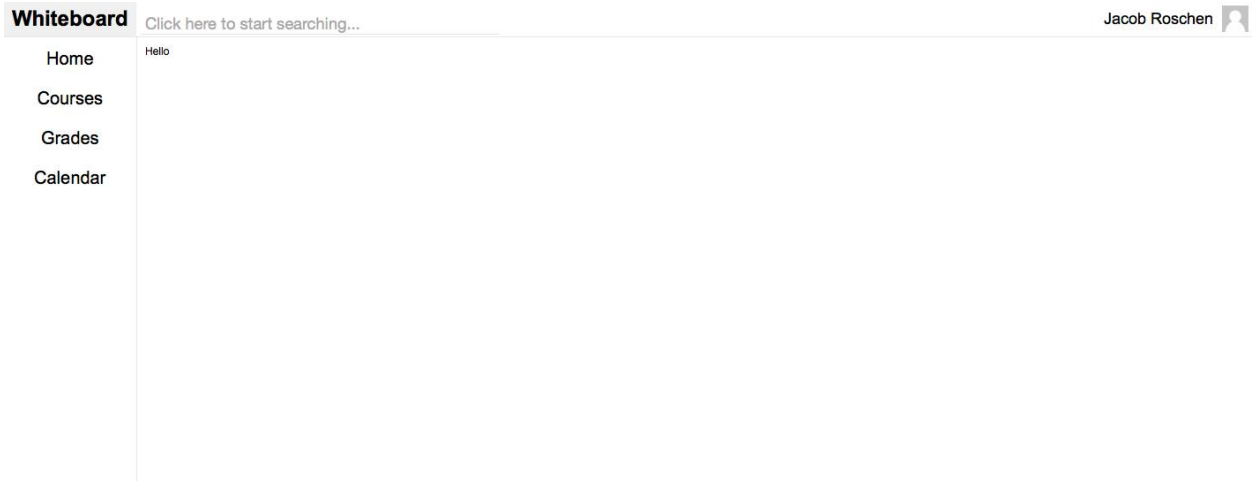 Whiteboard
Click here to start searching...
Jacob Roschen
Home
Courses
Grades
Calendar
Hello